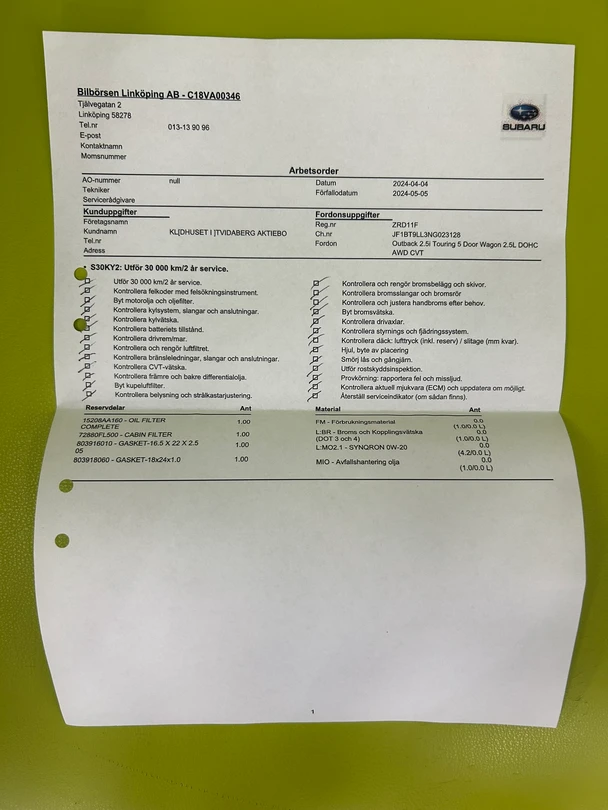 Bilbörsen Linköping AB - C18VA00346
Tjälvegatan 2
Linköping 58278
Tel.nr 013-13 90 96
E-post
Kontaktnamn
Momsnummer
SUBARU
Arbetsorder
AO-nummer null Datum 2024-04-04
Tekniker Förfallodatum 2024-05-05
Servicerådgivare
Kunduppgifter Fordonsuppgifter
Företagsnamn Reg.nr ZRD11F
Kundnamn KL[DHUSET I ]TVIDABERG AKTIEBO Ch.nr JF1BT9LL3NG023128
Tel.nr Fordon Outback 2.5i Touring 5 Door Wagon 2.5L DOHC
Adress AWD CVT
• S30KY2: Utför 30 000 km/2 år service.
Utför 30 000 km/2 år service.
Kontrollera felkoder med felsökningsinstrument.
Byt motorolja och oljefilter.
Kontrollera kylsystem, slangar och anslutningar.
Kontrollera kylvätska.
Kontrollera batteriets tillstånd.
Kontrollera drivrem/mar.
Kontrollera och rengör luftfiltret.
Kontrollera bränsleledningar, slangar och anslutningar.
Kontrollera CVT-vätska.
Kontrollera främre och bakre differentialolja.
Byt kupeluftfilter.
Kontrollera belysning och strålkastarjustering.
Kontrollera och rengör bromsbelägg och skivor.
Kontrollera bromsslangar och bromsrör
Kontrollera och justera handbroms efter behov.
Byt bromsvätska.
Kontrollera drivaxlar.
Kontrollera styrnings och fjädringssystem.
Kontrollera däck: lufttryck (inkl. reserv) / slitage (mm kvar).
Hjul, byte av placering
Smörj lås och gångjärn.
Utför rostskyddsinspektion.
Provkörning: rapportera fel och missljud.
Kontrollera aktuell mjukvara (ECM) och uppdatera om möjligt.
Återställ serviceindikator (om sådan finns).
Reservdelar Ant
15208AA160 - OIL FILTER 1.00
COMPLETE
72880FL500 - CABIN FILTER 1.00
803916010 - GASKET-16.5 X 22 X 2.5 1.00
05
803918060 - GASKET-18x24x1.0 1.00
Material Ant
FM - Förbrukningsmaterial 0.0
(1.0/0.0 L)
L:BR - Broms och Kopplingsvätska 0.0
(DOT 3 och 4) (1.0/0.0 L)
L:MO2.1 - SYNQRON 0W-20 0.0
(4.2/0.0 L)
MIO - Avfallshantering olja 0.0
(1.0/0.0 L)
1